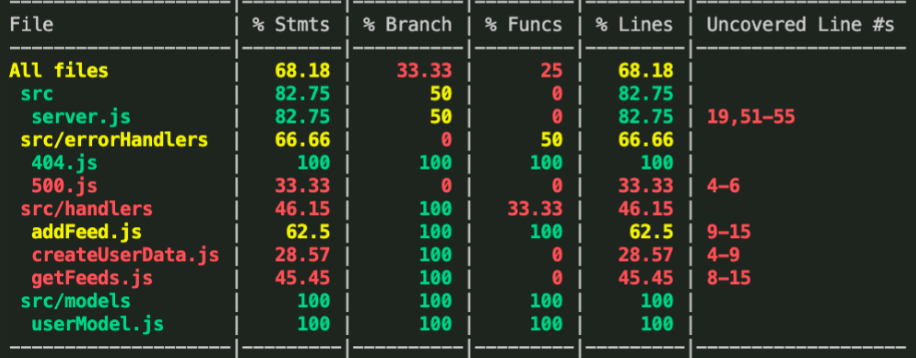 File | % Stmts | % Branch | % Funcs | % Lines | Uncovered Line #s
All files | 68.18 | 33.33 | 25 | 68.18 |
src | 82.75 | 50 | 0 | 82.75 |
server.js | 82.75 | 50 | 0 | 82.75 | 19,51-55
src/errorHandlers | 66.66 | 0 | 50 | 66.66 |
404.js | 100 | 100 | 100 | 100 |
500.js | 33.33 | 0 | 0 | 33.33 | 4-6
src/handlers | 46.15 | 100 | 33.33 | 46.15 |
addFeed.js | 62.5 | 100 | 100 | 62.5 | 9-15
createUserData.js | 28.57 | 100 | 0 | 28.57 | 4-9
getFeeds.js | 45.45 | 100 | 0 | 45.45 | 8-15
src/models | 100 | 100 | 100 | 100 |
userModel.js | 100 | 100 | 100 | 100 |